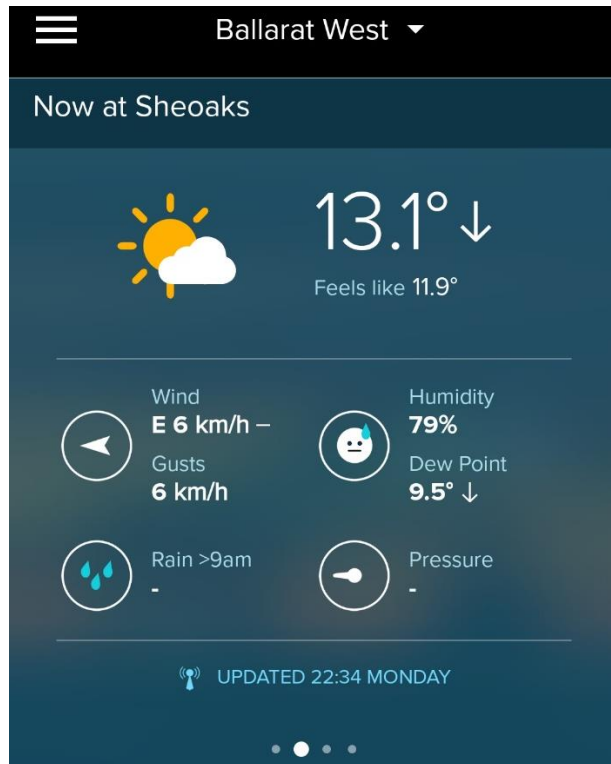 Ballarat West
Now at Sheoaks
13.1°↓
Feels like 11.9°
Wind
E 6 km/h –
Gusts
6 km/h
Humidity
79%
Dew Point
9.5° ↓
Rain >9am
-
Pressure
-
UPDATED 22:34 MONDAY